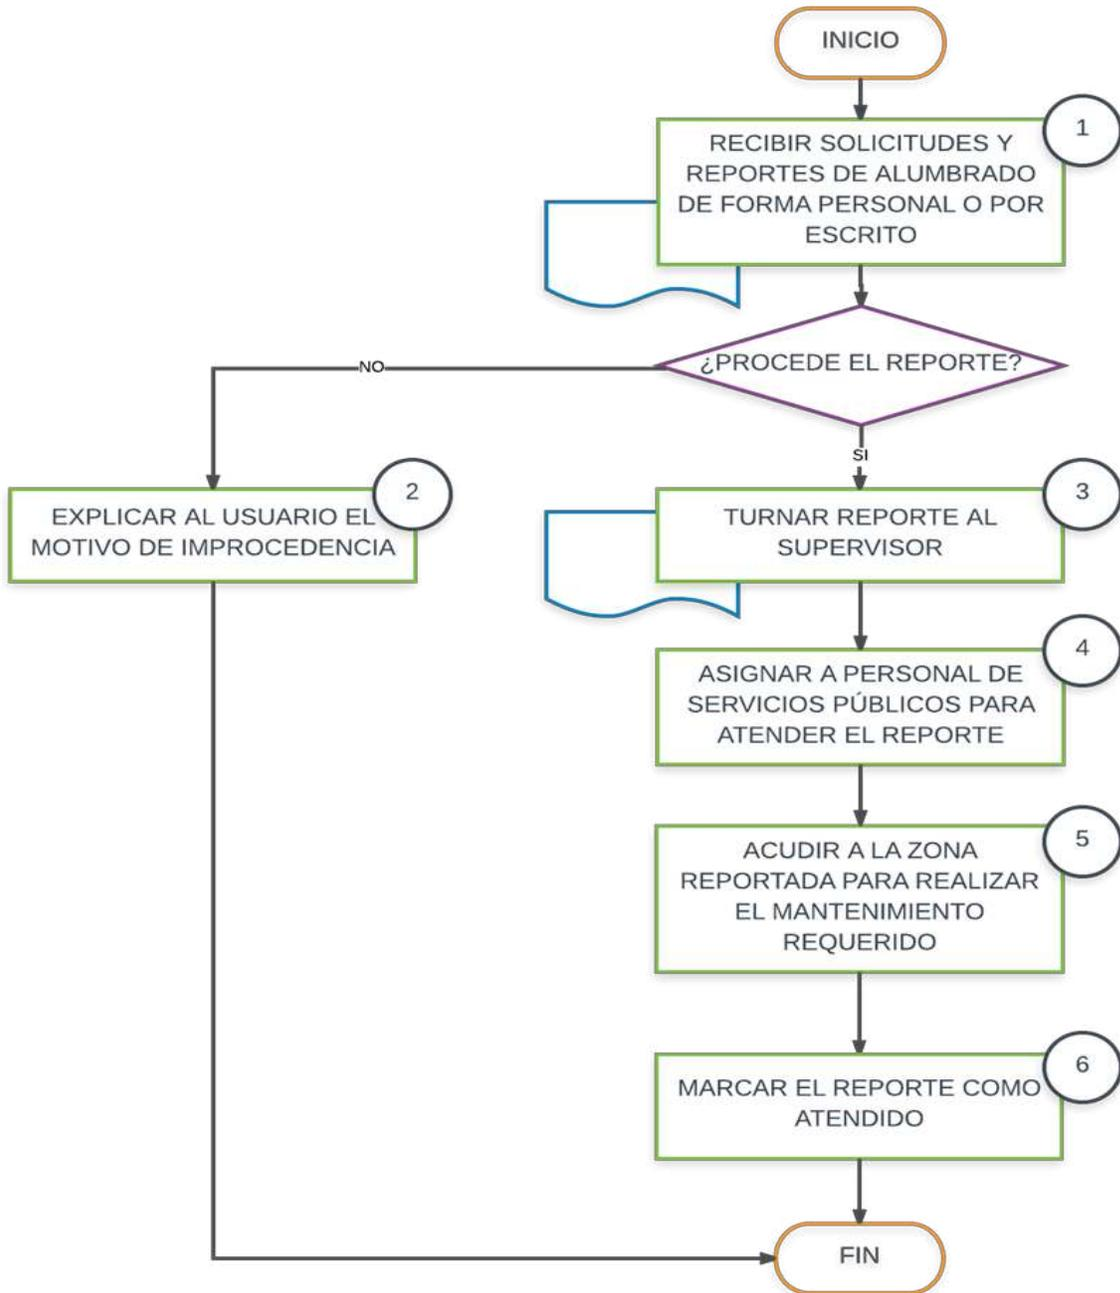 INICIO
1
RECIBIR SOLICITUDES Y
REPORTES DE ALUMBRADO
DE FORMA PERSONAL O POR
ESCRITO
¿PROCEDE EL REPORTE?
NO
SI
2
EXPLICAR AL USUARIO EL
MOTIVO DE IMPROCEDENCIA
3
TURNAR REPORTE AL
SUPERVISOR
4
ASIGNAR A PERSONAL DE
SERVICIOS PÚBLICOS PARA
ATENDER EL REPORTE
5
ACUDIR A LA ZONA
REPORTADA PARA REALIZAR
EL MANTENIMIENTO
REQUERIDO
6
MARCAR EL REPORTE COMO
ATENDIDO
FIN